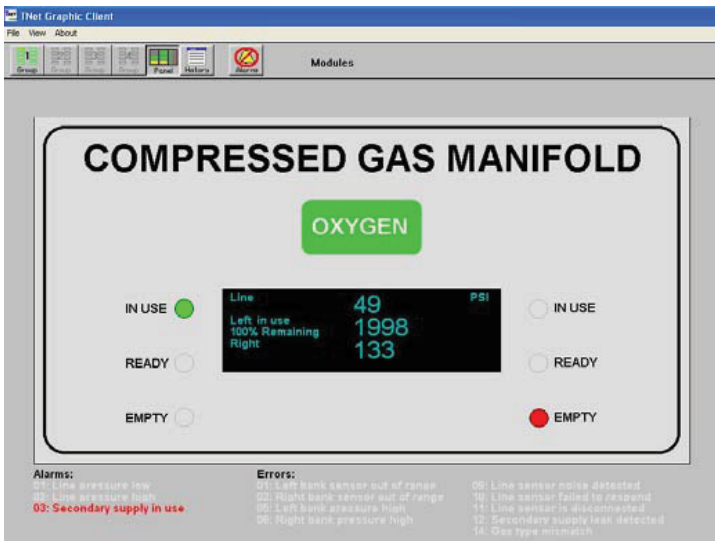 TNet Graphic Client
File View About
1
Group Group Group Group Panel History Alarms Modules
COMPRESSED GAS MANIFOLD
OXYGEN
Line 49 PSI
Left in use 1998
100% Remaining
Right 133
IN USE
READY
EMPTY
IN USE
READY
EMPTY
Alarms:
01: Line pressure low
02: Line pressure high
03: Secondary supply in use
Errors:
01: Left bank sensor out of range
02: Right bank sensor out of range
05: Left bank pressure high
06: Right bank pressure high
09: Line sensor noise detected
10: Line sensor failed to respond
11: Line sensor is disconnected
12: Secondary supply leak detected
14: Gas type mismatch